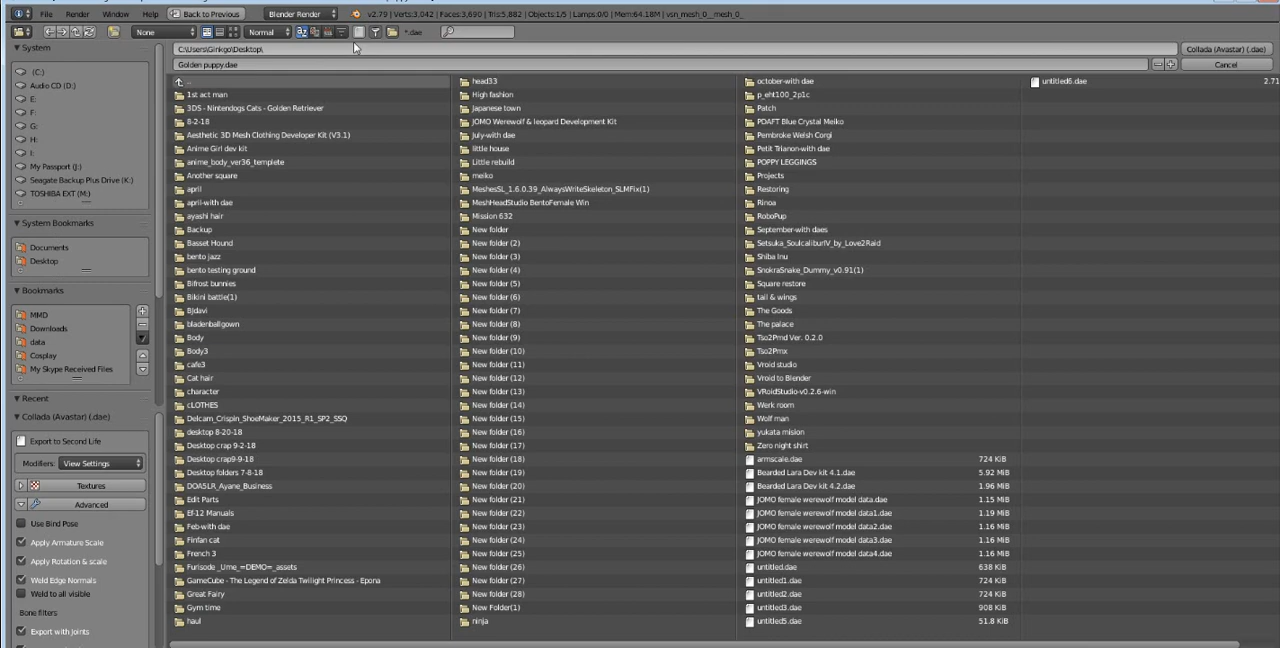 File Render Window Help Back to Previous Blender Render v2.79 | Verts:3,042 | Faces:3,690 | Tris:5,882 | Objects:1/5 | Lamps:0/0 | Mem:64.18M | vsn_mesh_0__mesh_0_
None Normal *.dae
System
(C:)
Audio CD (D:)
E:
F:
G:
H:
I:
My Passport (J:)
Seagate Backup Plus Drive (K:)
TOSHIBA EXT (M:)
System Bookmarks
Documents
Desktop
Bookmarks
MMD
Downloads
data
Cosplay
My Skype Received Files
Recent
Collada (Avastar) (.dae)
Export to Second Life
Modifiers: View Settings
Textures
Advanced
Use Bind Pose
Apply Armature Scale
Apply Rotation & scale
Weld Edge Normals
Weld to all visible
Bone filters
Export with Joints
C:\Users\Ginkgo\Desktop\
Collada (Avastar) (.dae)
Golden puppy.dae
Cancel
..
1st act man
3DS - Nintendogs Cats - Golden Retriever
8-2-18
Aesthetic 3D Mesh Clothing Developer Kit (V3.1)
Anime Girl dev kit
anime_body_ver36_templete
Another square
april
april-with dae
ayashi hair
Backup
Basset Hound
bento jazz
bento testing ground
Bifrost bunnies
Bikini battle(1)
BJdavi
bladenballgown
Body
Body3
cafe3
Cat hair
character
cLOTHES
Delcam_Crispin_ShoeMaker_2015_R1_SP2_SSQ
desktop 8-20-18
Desktop crap 9-2-18
Desktop crap9-9-18
Desktop folders 7-8-18
DOA5LR_Ayane_Business
Edit Parts
Ef-12 Manuals
Feb-with dae
Finfan cat
French 3
Furisode _Ume_=DEMO=_assets
GameCube - The Legend of Zelda Twilight Princess - Epona
Great Fairy
Gym time
haul
head33
High fashion
Japanese town
JOMO Werewolf & leopard Development Kit
July-with dae
little house
Little rebuild
meiko
MeshesSL_1.6.0.39_AlwaysWriteSkeleton_SLMFix(1)
MeshHeadStudio BentoFemale Win
Mission 632
New folder
New folder (2)
New folder (3)
New folder (4)
New folder (5)
New folder (6)
New folder (7)
New folder (8)
New folder (9)
New folder (10)
New folder (11)
New folder (12)
New folder (13)
New folder (14)
New folder (15)
New folder (16)
New folder (17)
New folder (18)
New folder (19)
New folder (20)
New folder (21)
New folder (22)
New folder (23)
New folder (24)
New folder (25)
New folder (26)
New folder (27)
New folder (28)
New Folder(1)
ninja
october-with dae
p_eht100_2p1c
Patch
PDAFT Blue Crystal Meiko
Pembroke Welsh Corgi
Petit Trianon-with dae
POPPY LEGGINGS
Projects
Restoring
Rinoa
RoboPup
September-with daes
Setsuka_SoulcaliburIV_by_Love2Raid
Shiba Inu
SnokraSnake_Dummy_v0.91(1)
Square restore
tail & wings
The Goods
The palace
Tso2Pmd Ver. 0.2.0
Tso2Pmx
Vroid studio
Vroid to Blender
VRoidStudio-v0.2.6-win
Werk room
Wolf man
yukata mision
Zero night shirt
armscale.dae 724 KiB
Bearded Lara Dev kit 4.1.dae 5.92 MiB
Bearded Lara Dev kit 4.2.dae 1.96 MiB
JOMO female werewolf model data.dae 1.15 MiB
JOMO female werewolf model data1.dae 1.19 MiB
JOMO female werewolf model data2.dae 1.16 MiB
JOMO female werewolf model data3.dae 1.16 MiB
JOMO female werewolf model data4.dae 1.16 MiB
untitled.dae 638 KiB
untitled1.dae 724 KiB
untitled2.dae 724 KiB
untitled3.dae 908 KiB
untitled5.dae 51.8 KiB
untitled6.dae 2.71